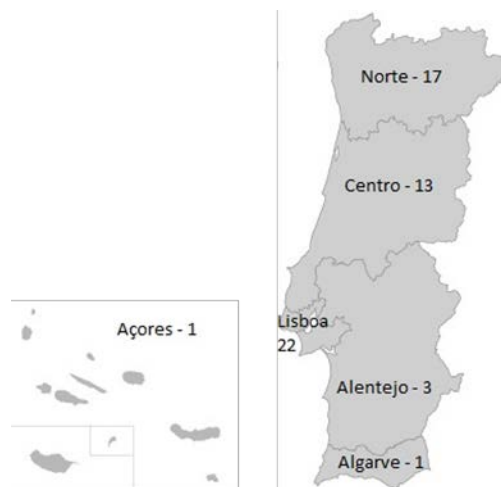 Norte - 17
Centro - 13
Açores - 1
Lisboa
22
Alentejo - 3
Algarve - 1